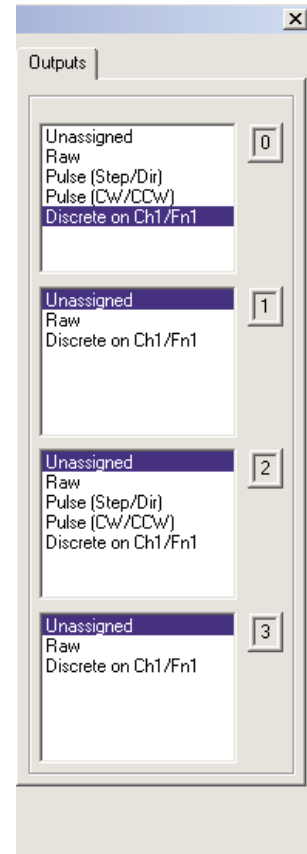 Outputs
Unassigned
Raw
Pulse (Step/Dir)
Pulse (CW/CCW)
Discrete on Ch1/Fn1
0
Unassigned
Raw
Discrete on Ch1/Fn1
1
Unassigned
Raw
Pulse (Step/Dir)
Pulse (CW/CCW)
Discrete on Ch1/Fn1
2
Unassigned
Raw
Discrete on Ch1/Fn1
3